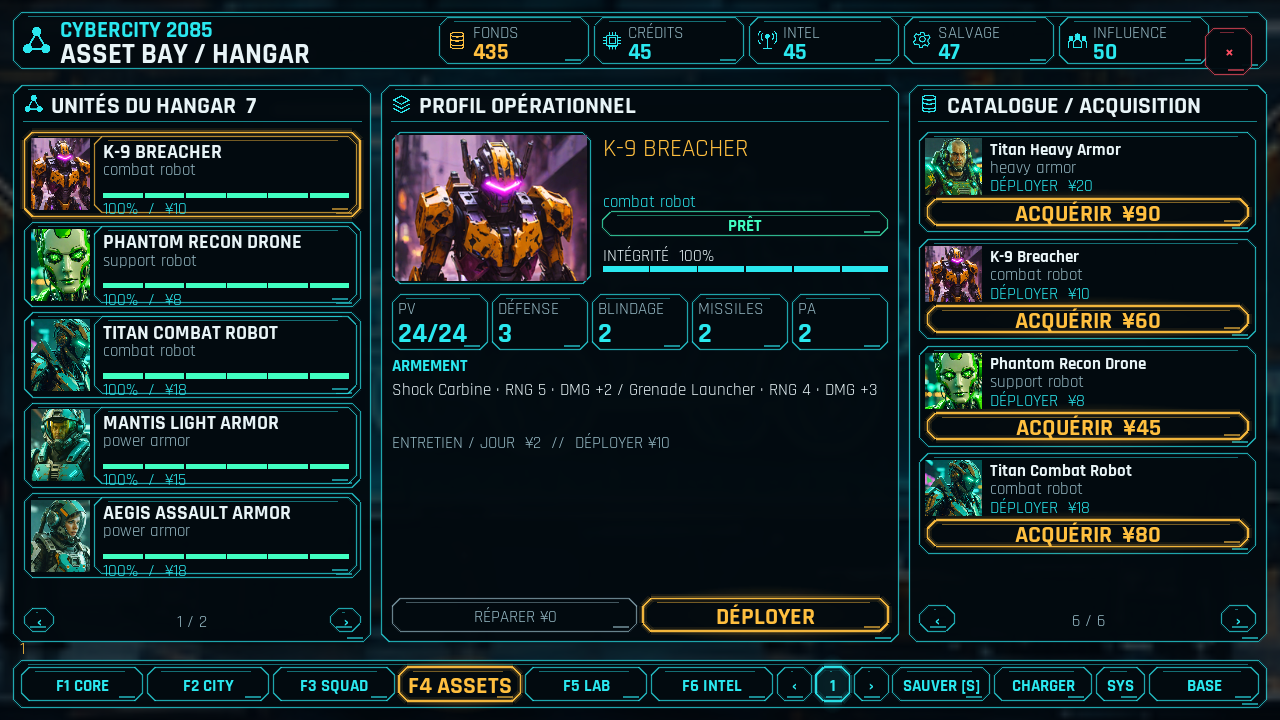 CYBERCITY 2085
ASSET BAY / HANGAR
FONDS
435
CRÉDITS
45
INTEL
45
SALVAGE
47
INFLUENCE
50
×
UNITÉS DU HANGAR 7
K-9 BREACHER
combat robot
100% / ¥10
PHANTOM RECON DRONE
support robot
100% / ¥8
TITAN COMBAT ROBOT
combat robot
100% / ¥18
MANTIS LIGHT ARMOR
power armor
100% / ¥15
AEGIS ASSAULT ARMOR
power armor
100% / ¥18
‹
1 / 2
›
1
PROFIL OPÉRATIONNEL
K-9 BREACHER
combat robot
PRÊT
INTÉGRITÉ 100%
PV
24/24
DÉFENSE
3
BLINDAGE
2
MISSILES
2
PA
2
ARMEMENT
Shock Carbine · RNG 5 · DMG +2 / Grenade Launcher · RNG 4 · DMG +3
ENTRETIEN / JOUR ¥2 // DÉPLOYER ¥10
RÉPARER ¥0
DÉPLOYER
CATALOGUE / ACQUISITION
Titan Heavy Armor
heavy armor
DÉPLOYER ¥20
ACQUÉRIR ¥90
K-9 Breacher
combat robot
DÉPLOYER ¥10
ACQUÉRIR ¥60
Phantom Recon Drone
support robot
DÉPLOYER ¥8
ACQUÉRIR ¥45
Titan Combat Robot
combat robot
DÉPLOYER ¥18
ACQUÉRIR ¥80
‹
6 / 6
›
F1 CORE
F2 CITY
F3 SQUAD
F4 ASSETS
F5 LAB
F6 INTEL
‹
1
›
SAUVER [S]
CHARGER
SYS
BASE